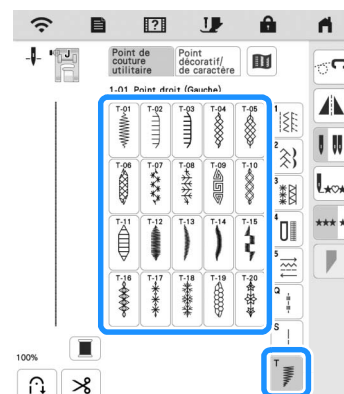 J
Point de couture utilitaire
Point décoratif/ de caractère
1-01 Point droit (Gauche)
T-01 T-02 T-03 T-04 T-05
T-06 T-07 T-08 T-09 T-10
T-11 T-12 T-13 T-14 T-15
T-16 T-17 T-18 T-19 T-20
1
2
3
4
5
Q
S
T
100%